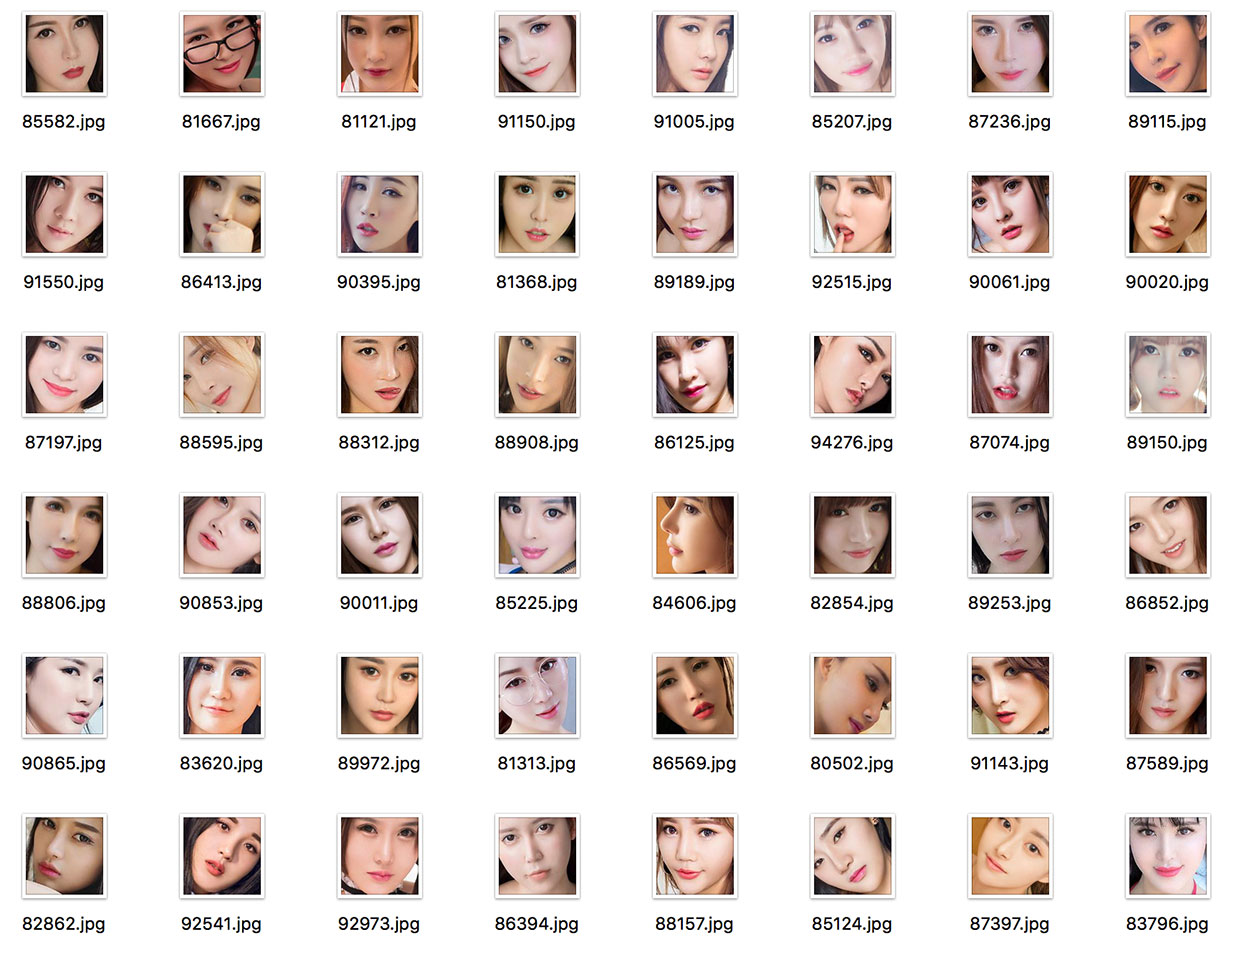 85582.jpg 81667.jpg 81121.jpg 91150.jpg 91005.jpg 85207.jpg 87236.jpg 89115.jpg
91550.jpg 86413.jpg 90395.jpg 81368.jpg 89189.jpg 92515.jpg 90061.jpg 90020.jpg
87197.jpg 88595.jpg 88312.jpg 88908.jpg 86125.jpg 94276.jpg 87074.jpg 89150.jpg
88806.jpg 90853.jpg 90011.jpg 85225.jpg 84606.jpg 82854.jpg 89253.jpg 86852.jpg
90865.jpg 83620.jpg 89972.jpg 81313.jpg 86569.jpg 80502.jpg 91143.jpg 87589.jpg
82862.jpg 92541.jpg 92973.jpg 86394.jpg 88157.jpg 85124.jpg 87397.jpg 83796.jpg